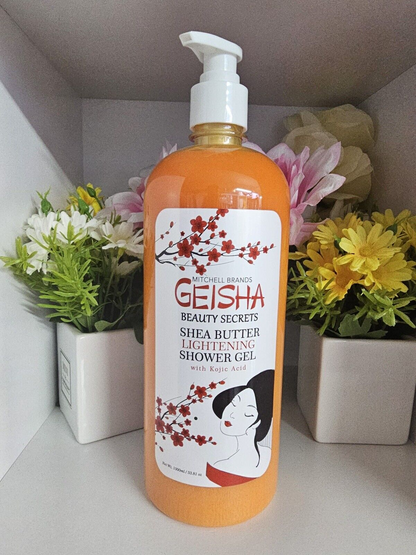 MITCHELL BRANDS
GEISHA
BEAUTY SECRETS
SHEA BUTTER
LIGHTENING
SHOWER GEL
with Kojic Acid